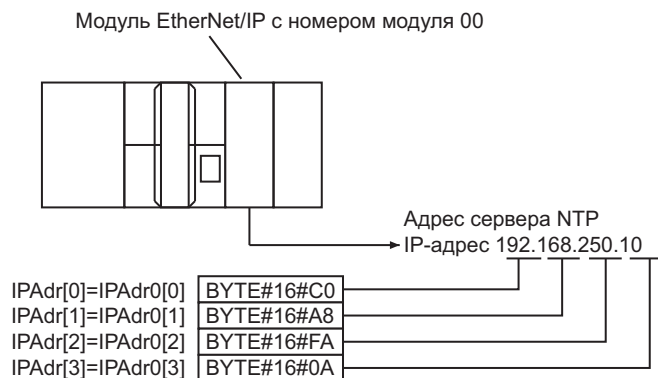 Модуль EtherNet/IP с номером модуля 00
Адрес сервера NTP
IP-адрес 192.168.250.10
IPAdr[0]=IPAdr0[0] BYTE#16#C0
IPAdr[1]=IPAdr0[1] BYTE#16#A8
IPAdr[2]=IPAdr0[2] BYTE#16#FA
IPAdr[3]=IPAdr0[3] BYTE#16#0A